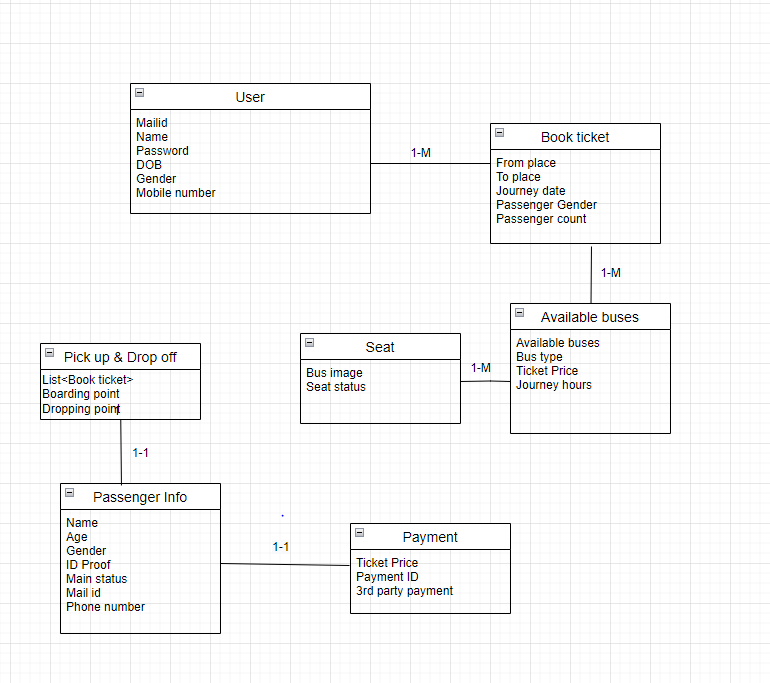 User
Mailid
Name
Password
DOB
Gender
Mobile number
1-M
Book ticket
From place
To place
Journey date
Passenger Gender
Passenger count
1-M
Available buses
Available buses
Bus type
Ticket Price
Journey hours
1-M
Seat
Bus image
Seat status
Pick up & Drop off
List<Book ticket>
Boarding point
Dropping point
1-1
Passenger Info
Name
Age
Gender
ID Proof
Main status
Mail id
Phone number
1-1
Payment
Ticket Price
Payment ID
3rd party payment